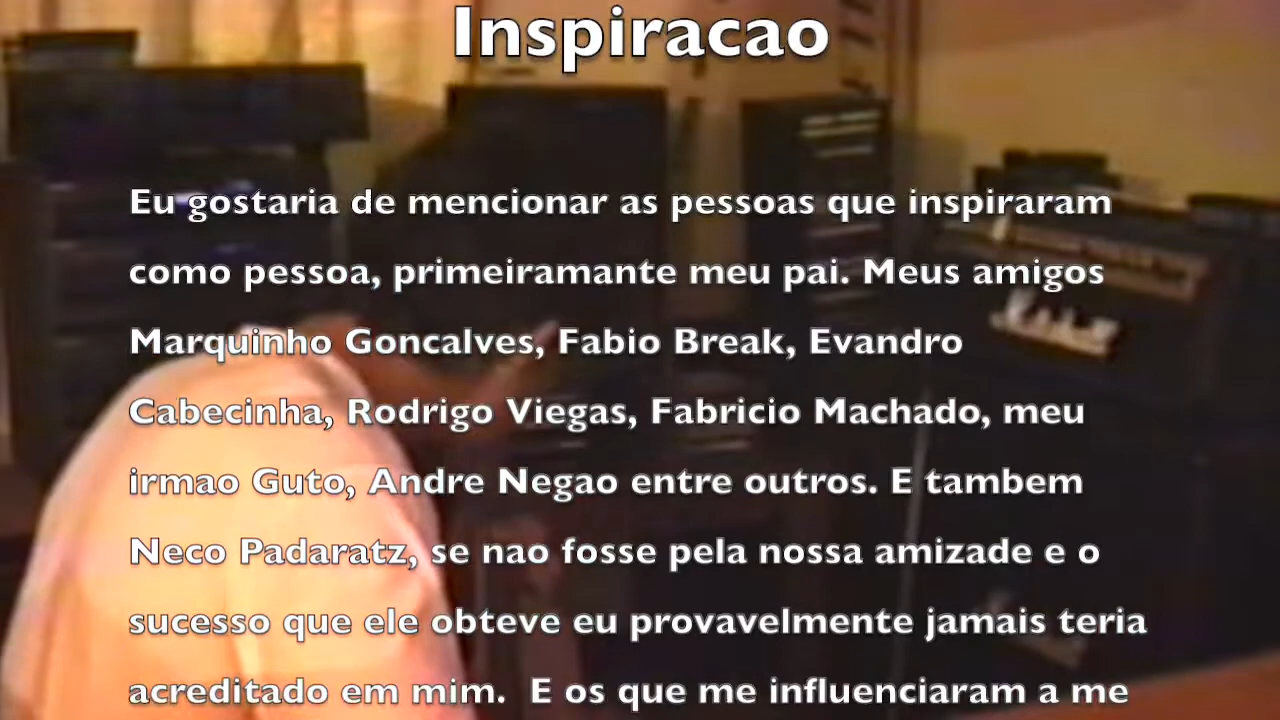 Inspiracao
Eu gostaria de mencionar as pessoas que inspiraram
como pessoa, primeiramante meu pai. Meus amigos
Marquinho Goncalves, Fabio Break, Evandro
Cabecinha, Rodrigo Viegas, Fabricio Machado, meu
irmao Guto, Andre Negao entre outros. E tambem
Neco Padaratz, se nao fosse pela nossa amizade e o
sucesso que ele obteve eu provavelmente jamais teria
acreditado em mim.  E os que me influenciaram a me